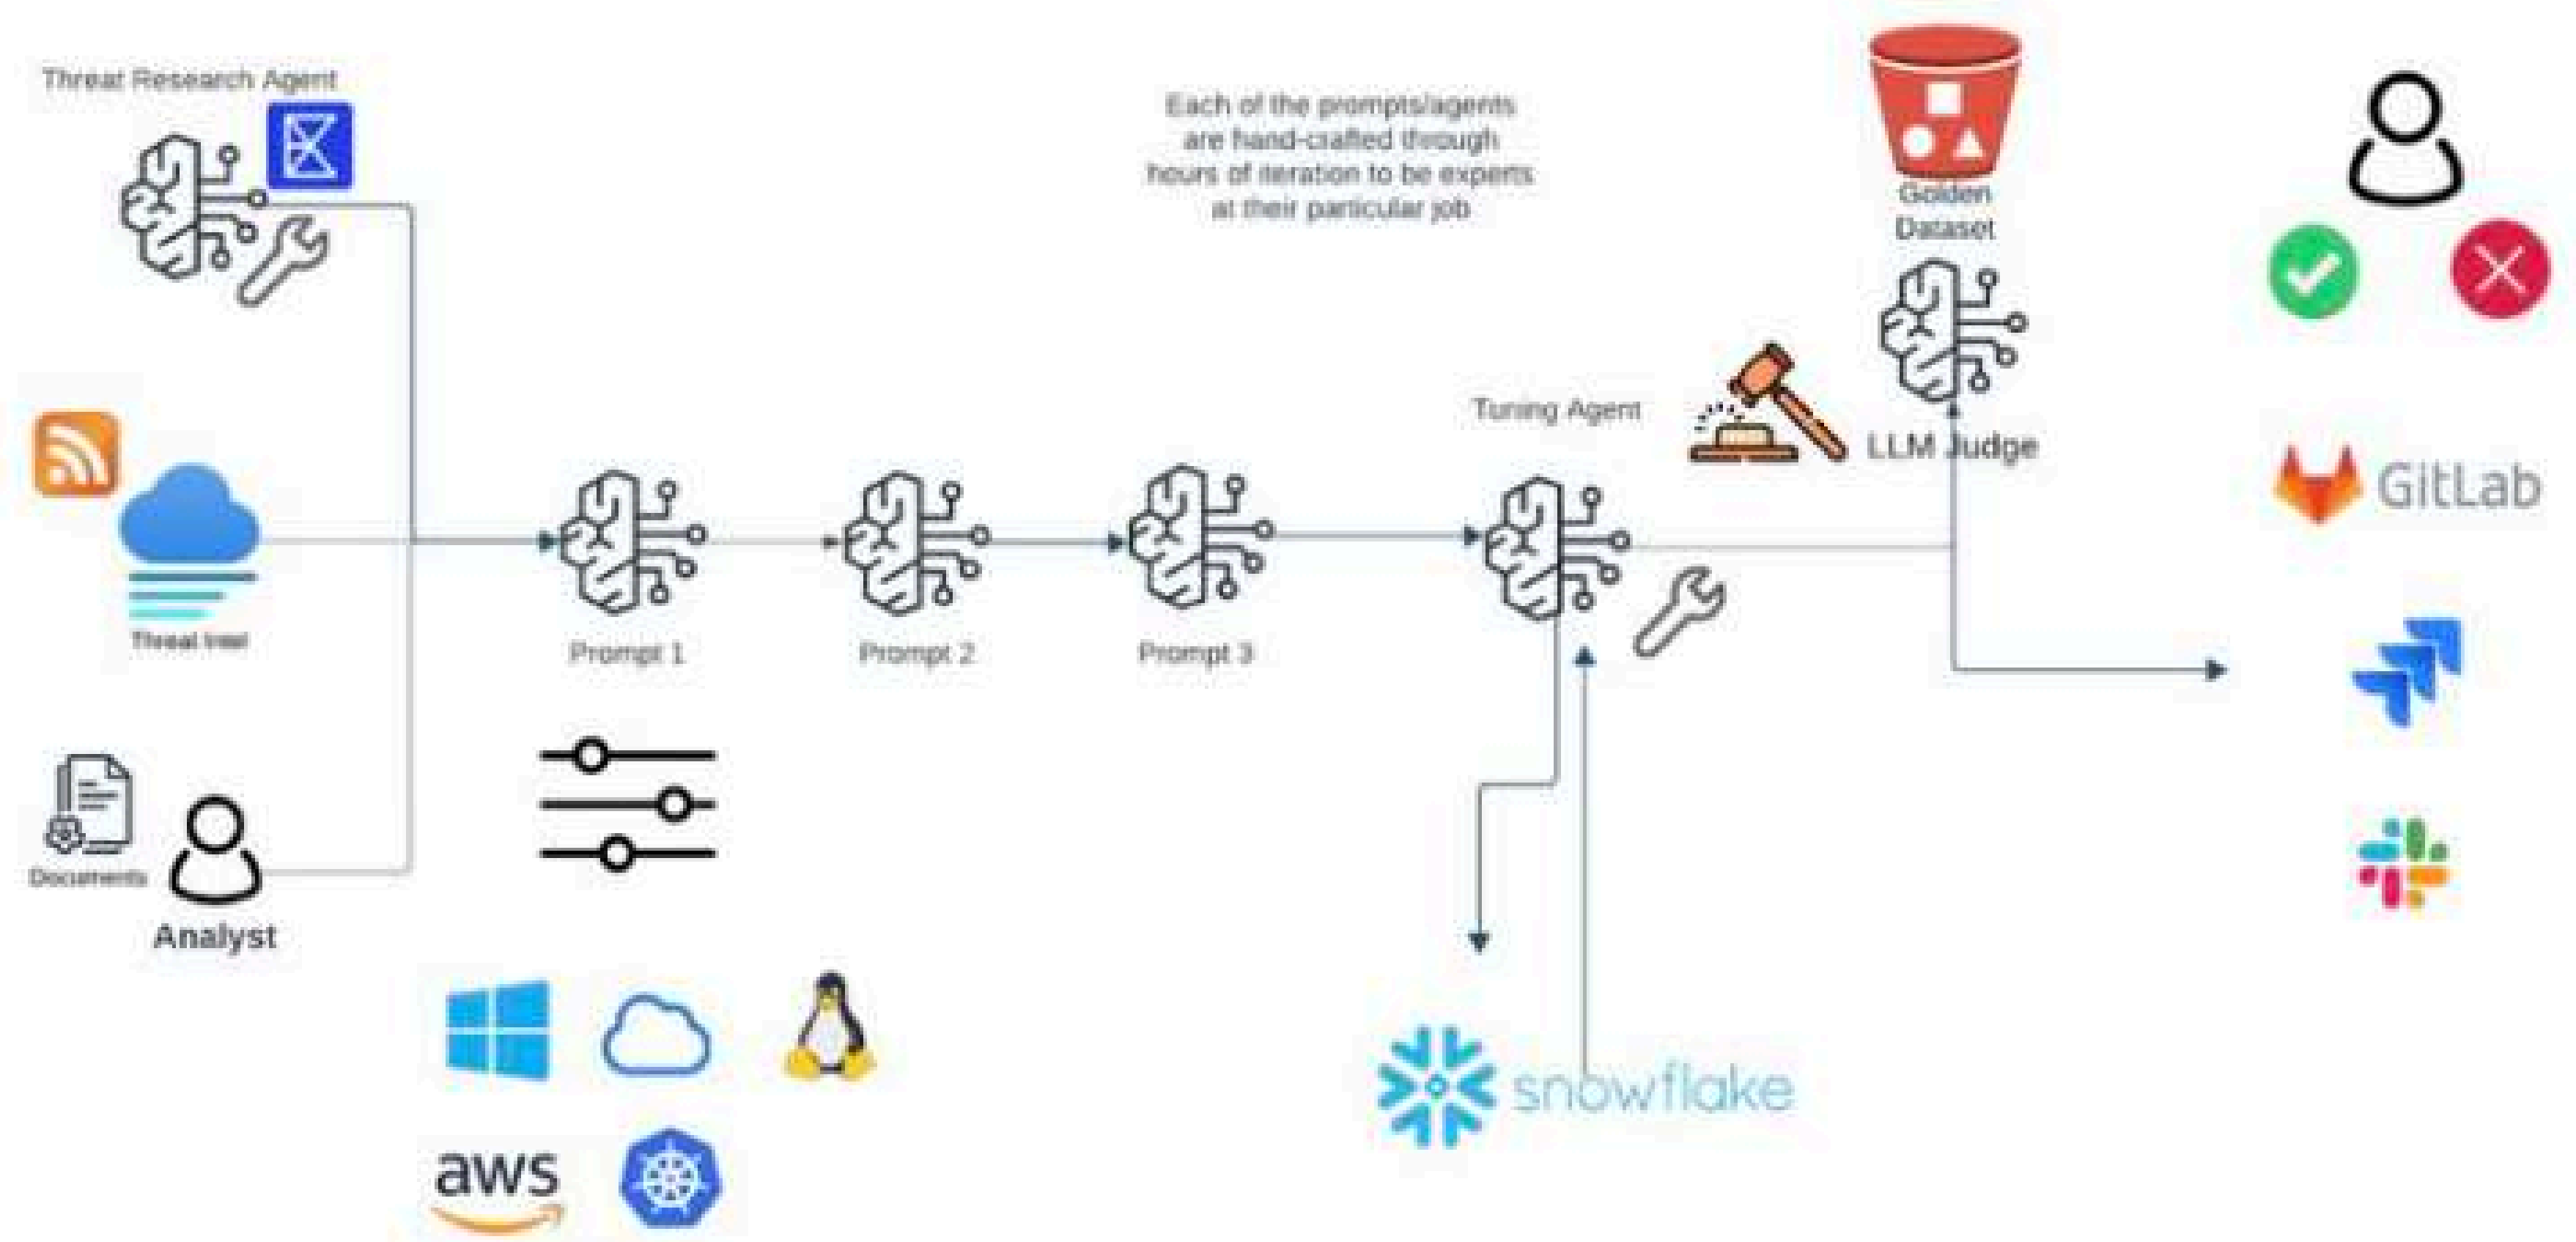 Threat Research Agent
Each of the prompts/agents
are hand-crafted through
hours of iteration to be experts
at their particular job
Golden
Dataset
Tuning Agent
LLM Judge
GitLab
Threat Intel
Prompt 1
Prompt 2
Prompt 3
Documents
Analyst
snowflake
aws